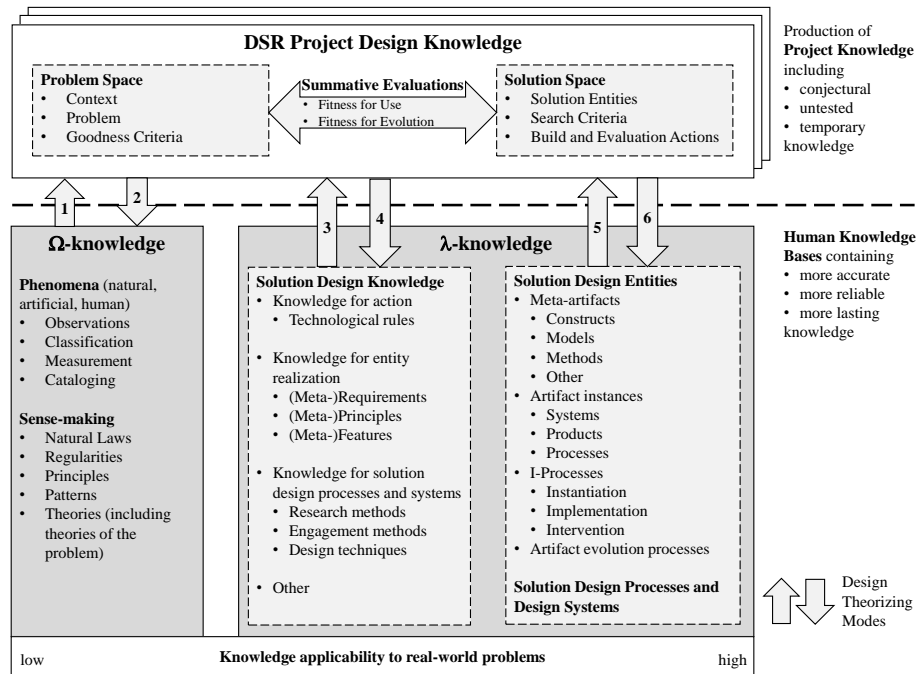 DSR Project Design Knowledge
Problem Space
• Context
• Problem
• Goodness Criteria
Summative Evaluations
• Fitness for Use
• Fitness for Evolution
Solution Space
• Solution Entities
• Search Criteria
• Build and Evaluation Actions
Production of
Project Knowledge
including
• conjectural
• untested
• temporary
knowledge
1
2
3
4
5
6
Ω-knowledge
Phenomena (natural,
artificial, human)
• Observations
• Classification
• Measurement
• Cataloging
Sense-making
• Natural Laws
• Regularities
• Principles
• Patterns
• Theories (including
theories of the
problem)
λ-knowledge
Solution Design Knowledge
• Knowledge for action
• Technological rules
• Knowledge for entity
realization
• (Meta-)Requirements
• (Meta-)Principles
• (Meta-)Features
• Knowledge for solution
design processes and systems
• Research methods
• Engagement methods
• Design techniques
• Other
Solution Design Entities
• Meta-artifacts
• Constructs
• Models
• Methods
• Other
• Artifact instances
• Systems
• Products
• Processes
• I-Processes
• Instantiation
• Implementation
• Intervention
• Artifact evolution processes
Solution Design Processes and
Design Systems
Human Knowledge
Bases containing
• more accurate
• more reliable
• more lasting
knowledge
Design
Theorizing
Modes
low
Knowledge applicability to real-world problems
high